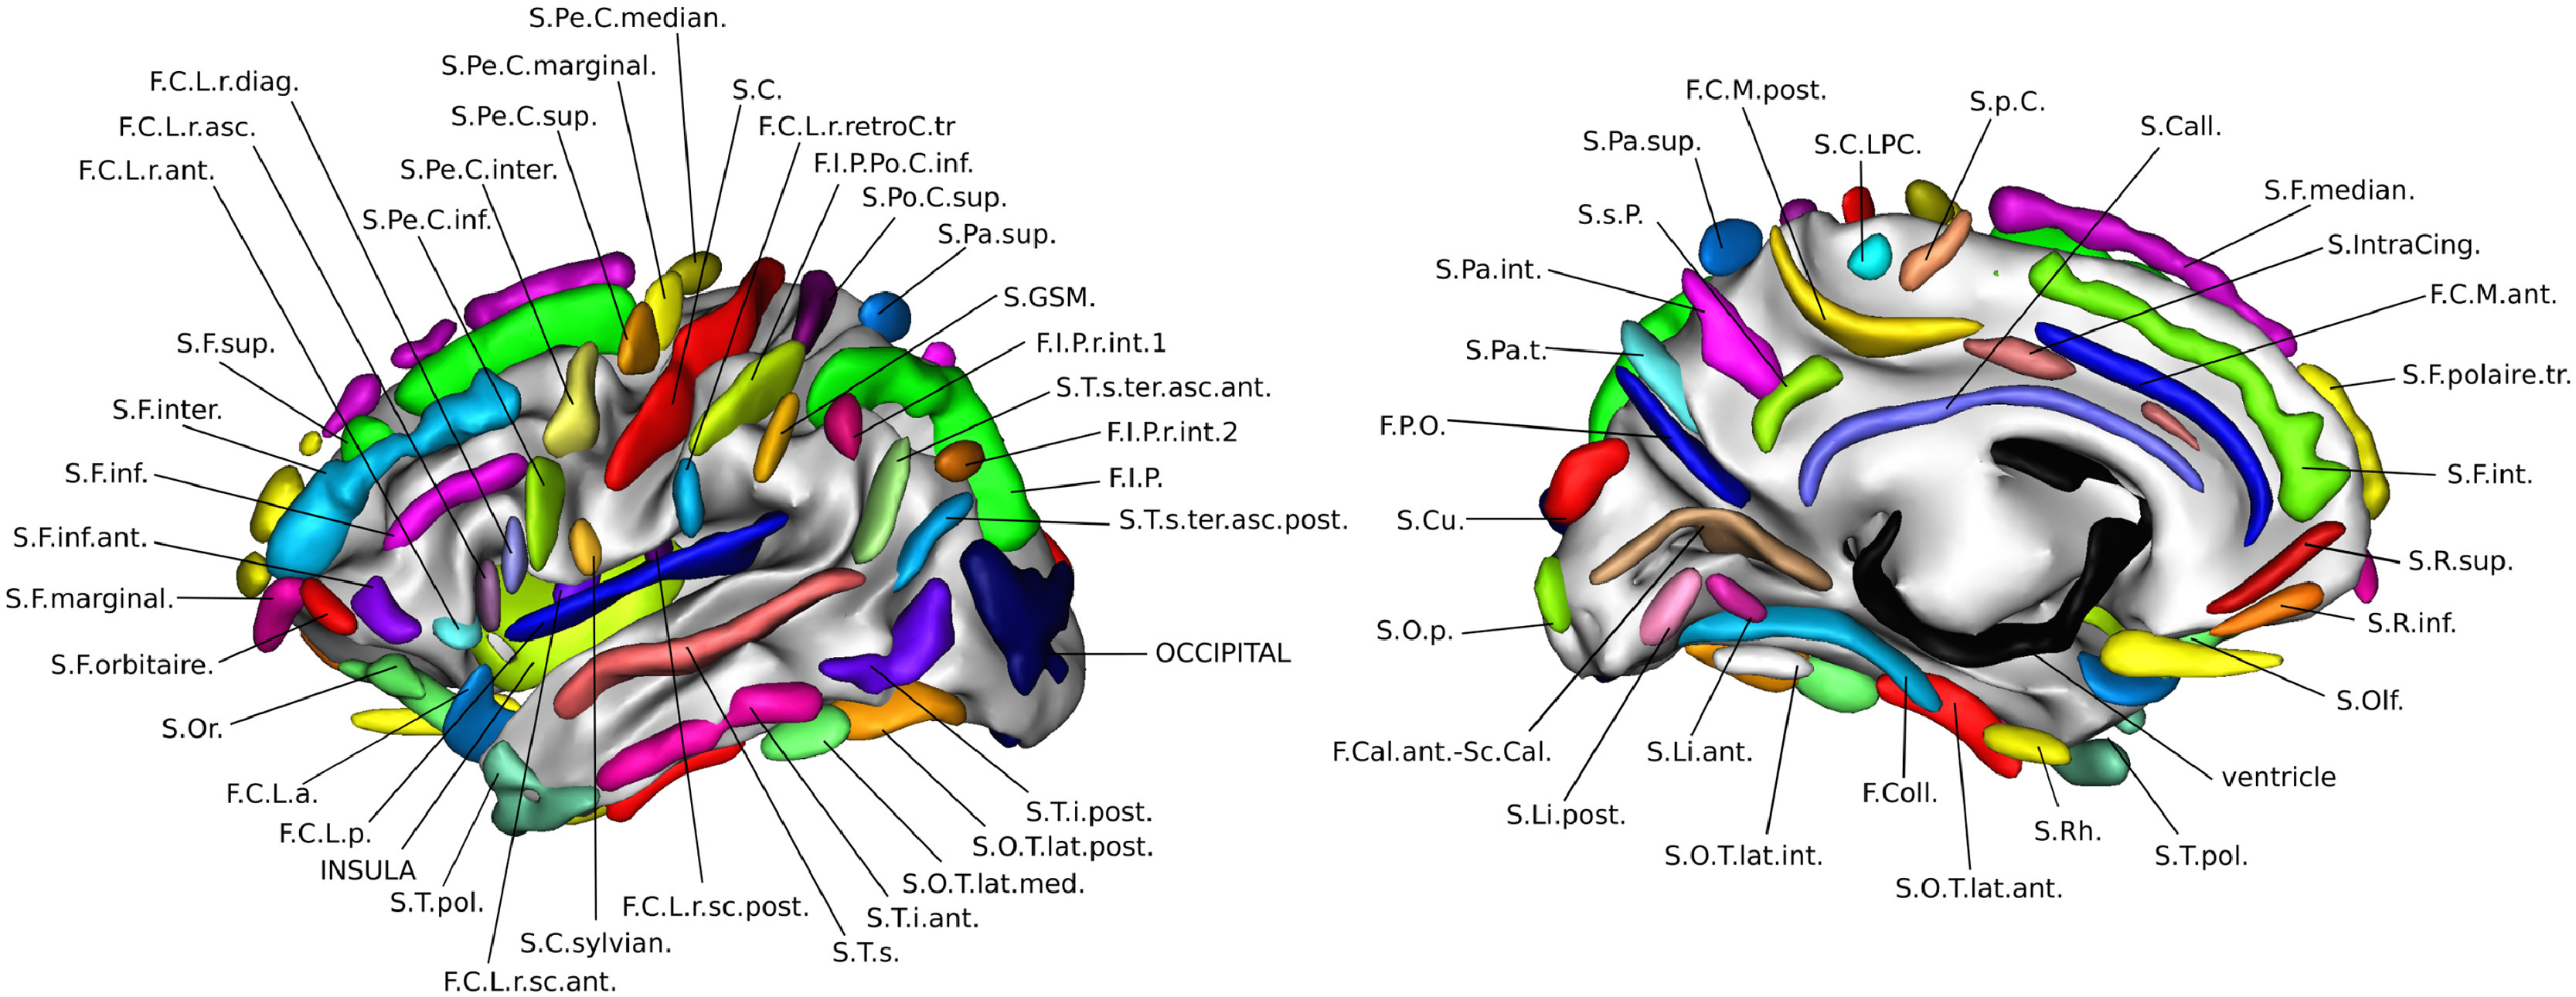 S.Pe.C.median.
S.Pe.C.marginal.
F.C.L.r.diag.
S.C.
S.Pe.C.sup.
F.C.L.r.asc.
F.C.L.r.retroC.tr
F.C.L.r.ant.
S.Pe.C.inter.
F.I.P.Po.C.inf.
S.Po.C.sup.
S.Pe.C.inf.
S.Pa.sup.
S.GSM.
S.F.sup.
F.I.P.r.int.1
S.T.s.ter.asc.ant.
S.F.inter.
F.I.P.r.int.2
S.F.inf.
F.I.P.
S.T.s.ter.asc.post.
S.F.inf.ant.
S.F.marginal.
OCCIPITAL
S.F.orbitaire.
S.Or.
F.C.L.a.
S.T.i.post.
F.C.L.p.
S.O.T.lat.post.
INSULA
S.O.T.lat.med.
S.T.pol.
F.C.L.r.sc.post.
S.T.i.ant.
S.C.sylvian.
S.T.s.
F.C.L.r.sc.ant.
F.C.M.post.
S.p.C.
S.Call.
S.Pa.sup.
S.C.LPC.
S.F.median.
S.s.P.
S.IntraCing.
S.Pa.int.
F.C.M.ant.
S.Pa.t.
S.F.polaire.tr.
F.P.O.
S.F.int.
S.Cu.
S.R.sup.
S.O.p.
S.R.inf.
S.Olf.
F.Cal.ant.-Sc.Cal.
S.Li.ant.
ventricle
F.Coll.
S.Li.post.
S.Rh.
S.O.T.lat.int.
S.T.pol.
S.O.T.lat.ant.